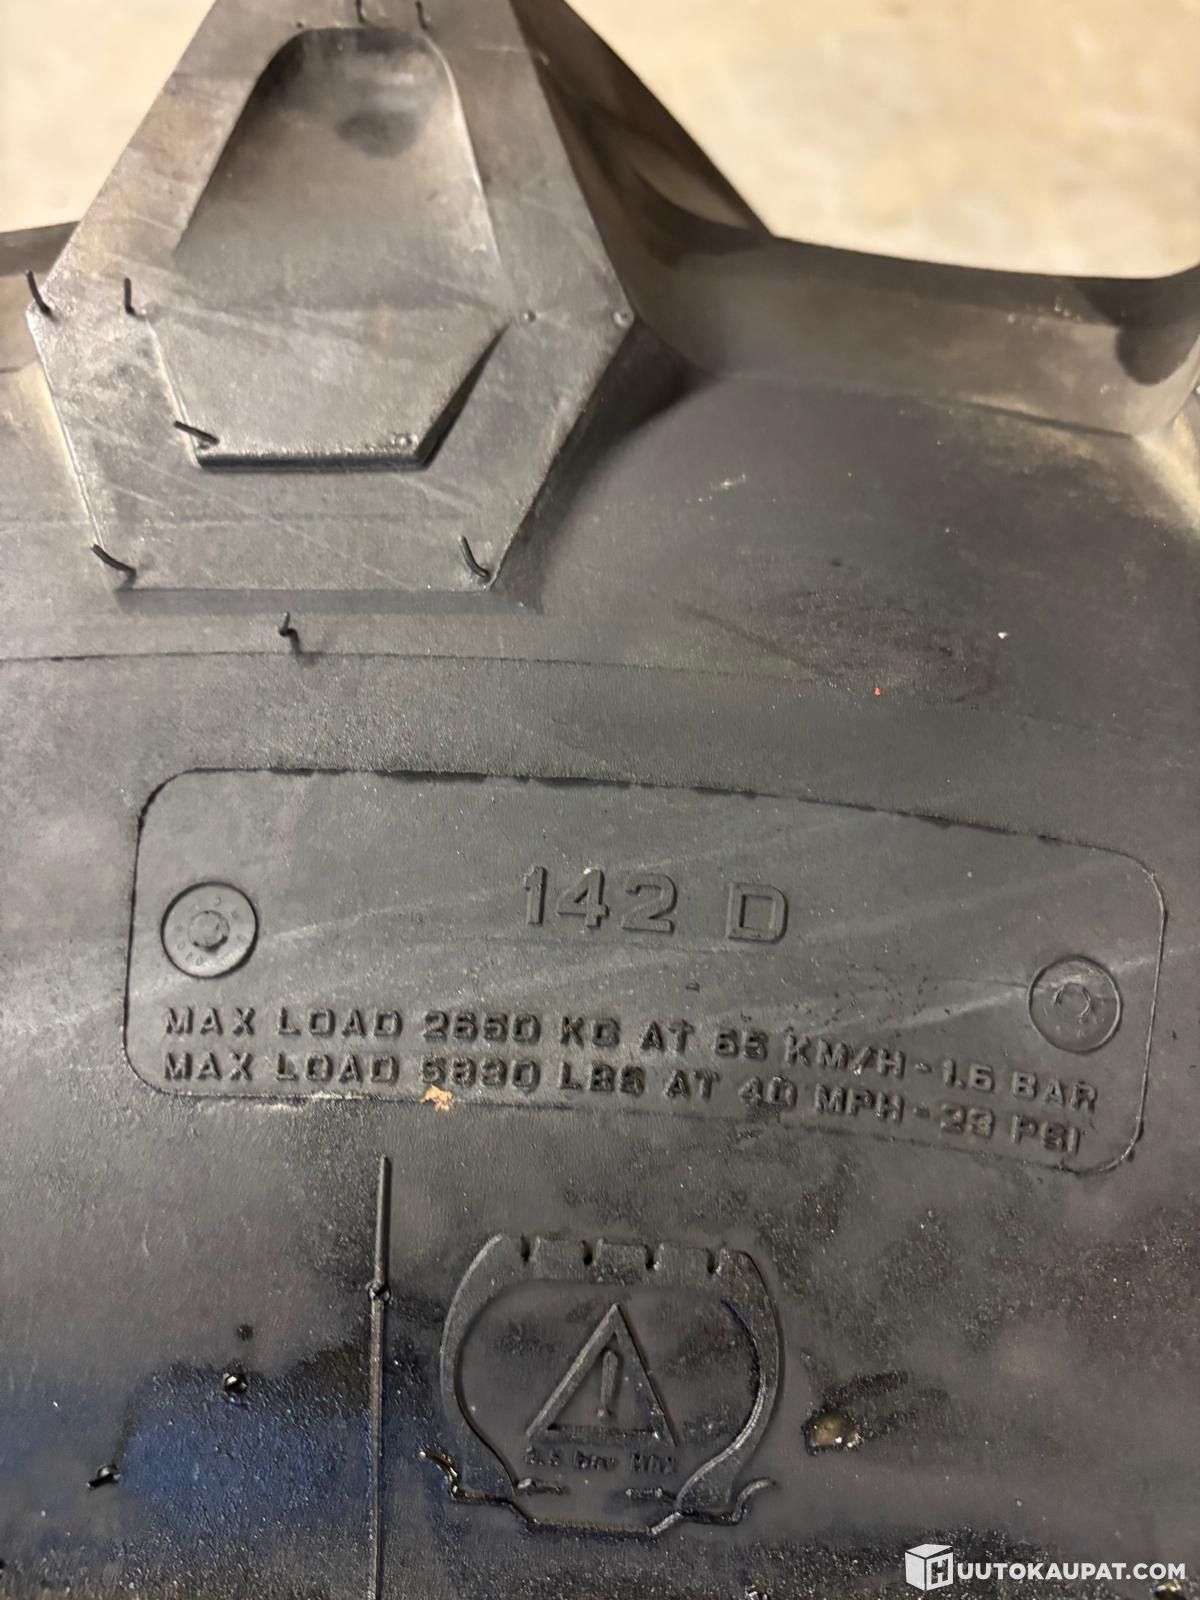 142 D
MAX LOAD 2650 KG AT 65 KM/H - 1.6 BAR
MAX LOAD LBS AT 40 MPH - 23 PSI
bar
HUUTOKAUPAT.COM